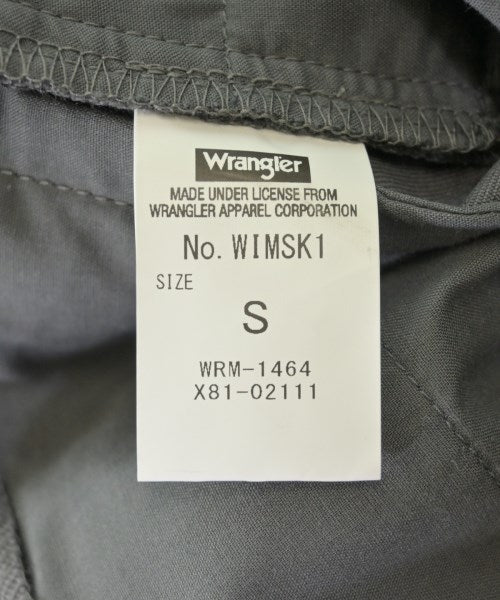 Wrangler
MADE UNDER LICENSE FROM
WRANGLER APPAREL CORPORATION
No. WIMSK1
SIZE
S
WRM-1464
X81-02111